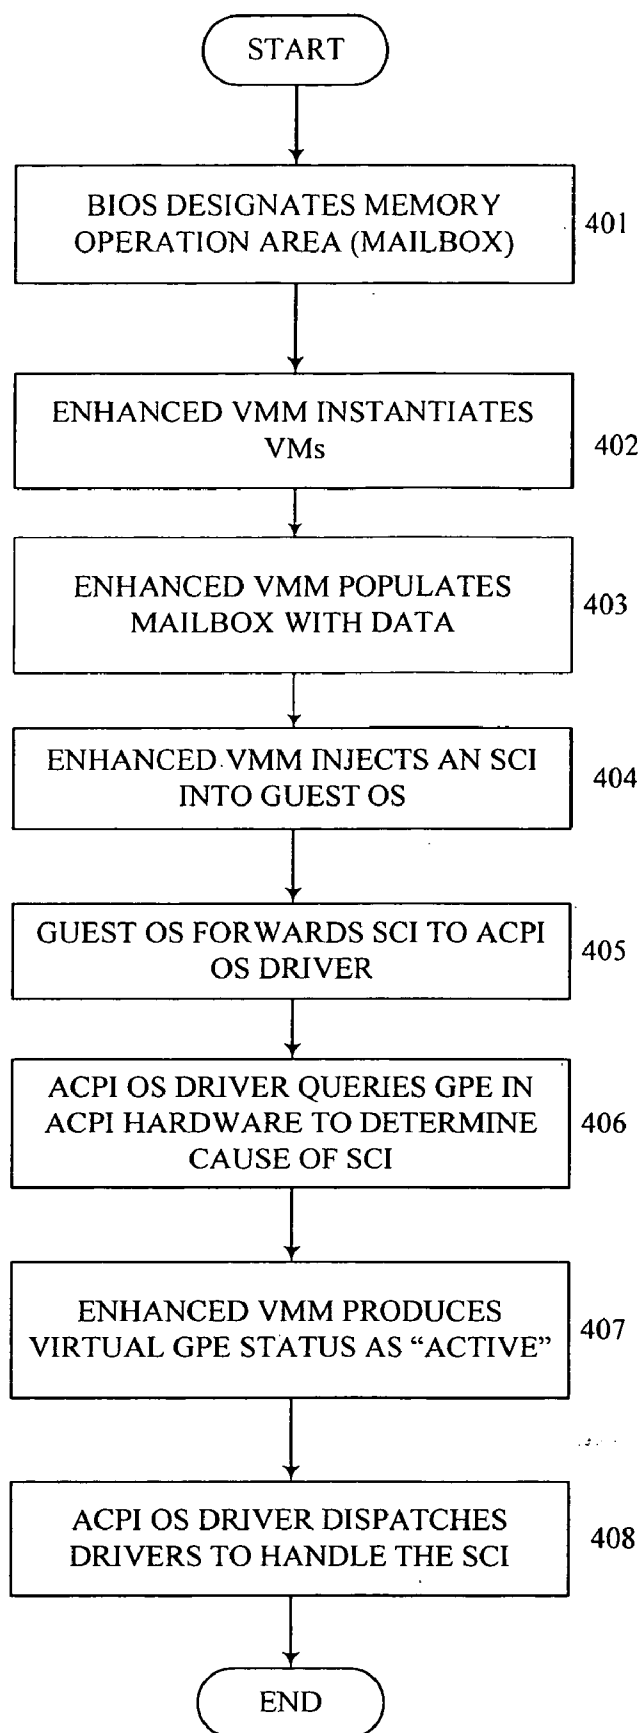 START
BIOS DESIGNATES MEMORY
OPERATION AREA (MAILBOX)
401
ENHANCED VMM INSTANTIATES
VMs
402
ENHANCED VMM POPULATES
MAILBOX WITH DATA
403
ENHANCED VMM INJECTS AN SCI
INTO GUEST OS
404
GUEST OS FORWARDS SCI TO ACPI
OS DRIVER
405
ACPI OS DRIVER QUERIES GPE IN
ACPI HARDWARE TO DETERMINE
CAUSE OF SCI
406
ENHANCED VMM PRODUCES
VIRTUAL GPE STATUS AS “ACTIVE”
407
ACPI OS DRIVER DISPATCHES
DRIVERS TO HANDLE THE SCI
408
END